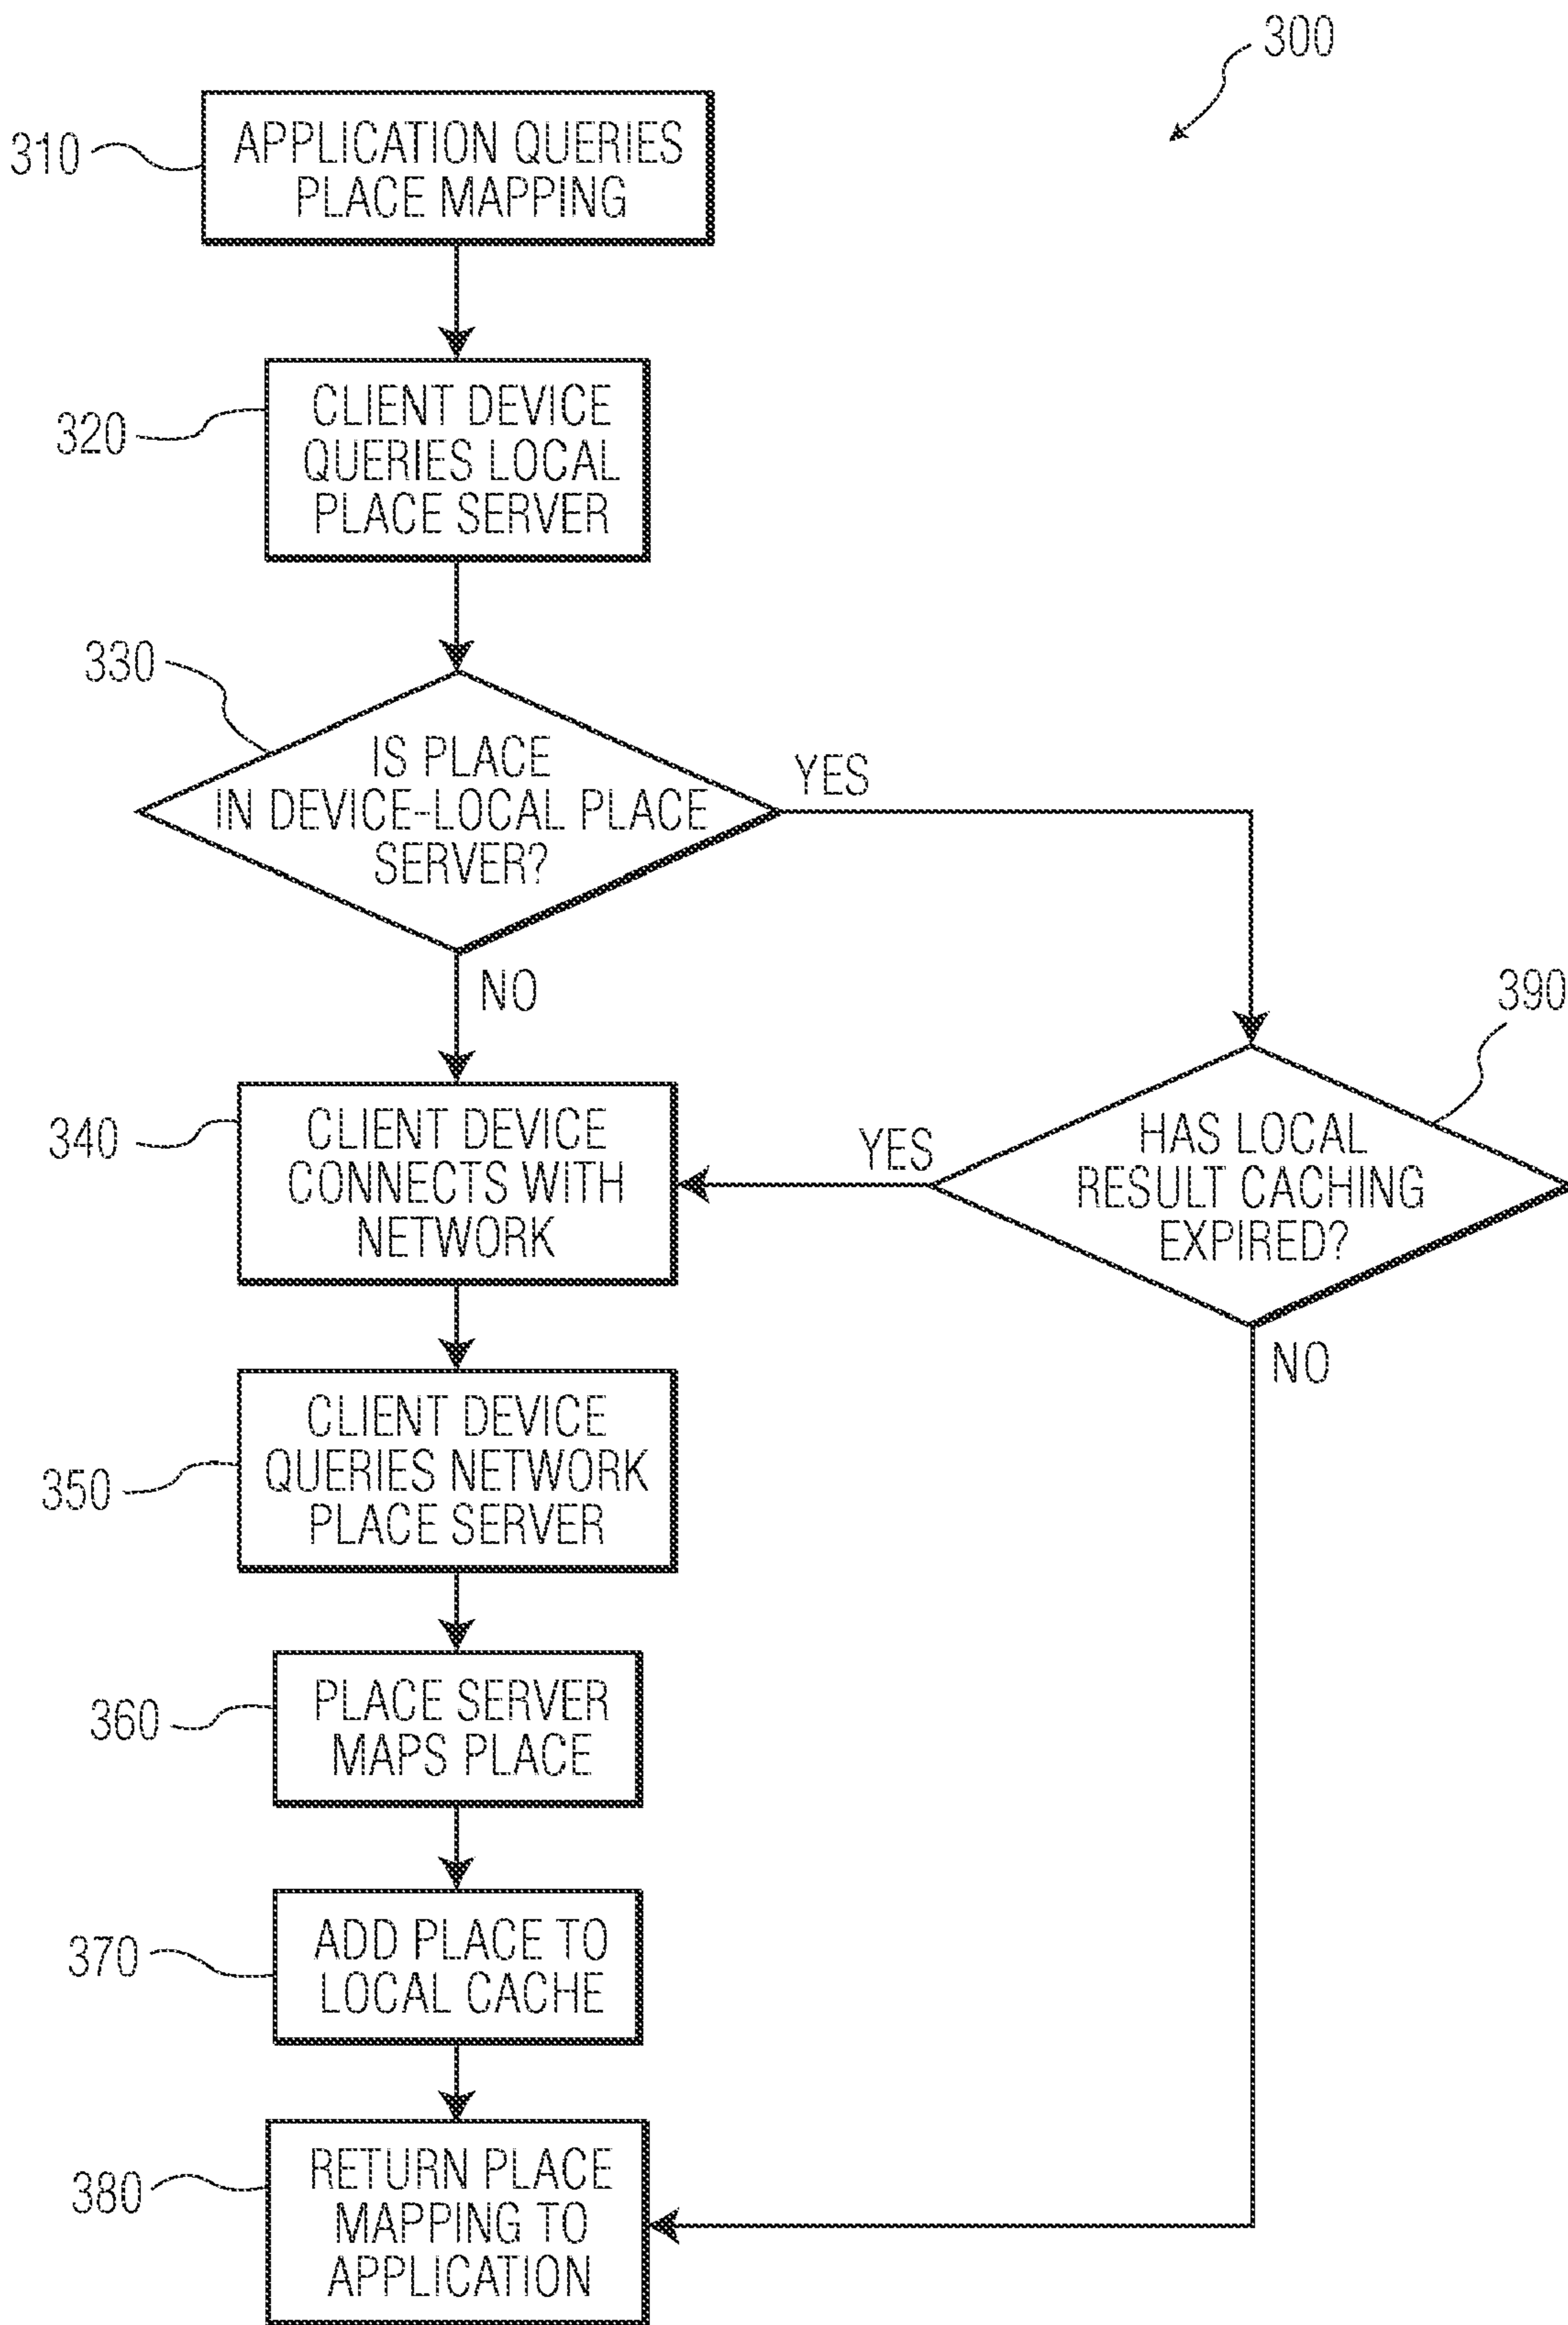 300
310
APPLICATION QUERIES
PLACE MAPPING
320
CLIENT DEVICE
QUERIES LOCAL
PLACE SERVER
330
IS PLACE
IN DEVICE-LOCAL PLACE
SERVER?
YES
NO
390
HAS LOCAL
RESULT CACHING
EXPIRED?
YES
NO
340
CLIENT DEVICE
CONNECTS WITH
NETWORK
350
CLIENT DEVICE
QUERIES NETWORK
PLACE SERVER
360
PLACE SERVER
MAPS PLACE
370
ADD PLACE TO
LOCAL CACHE
380
RETURN PLACE
MAPPING TO
APPLICATION